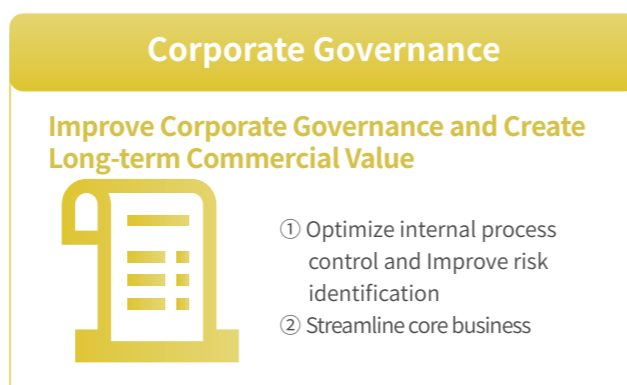 Corporate Governance
Improve Corporate Governance and Create
Long-term Commercial Value
① Optimize internal process
control and Improve risk
identification
② Streamline core business